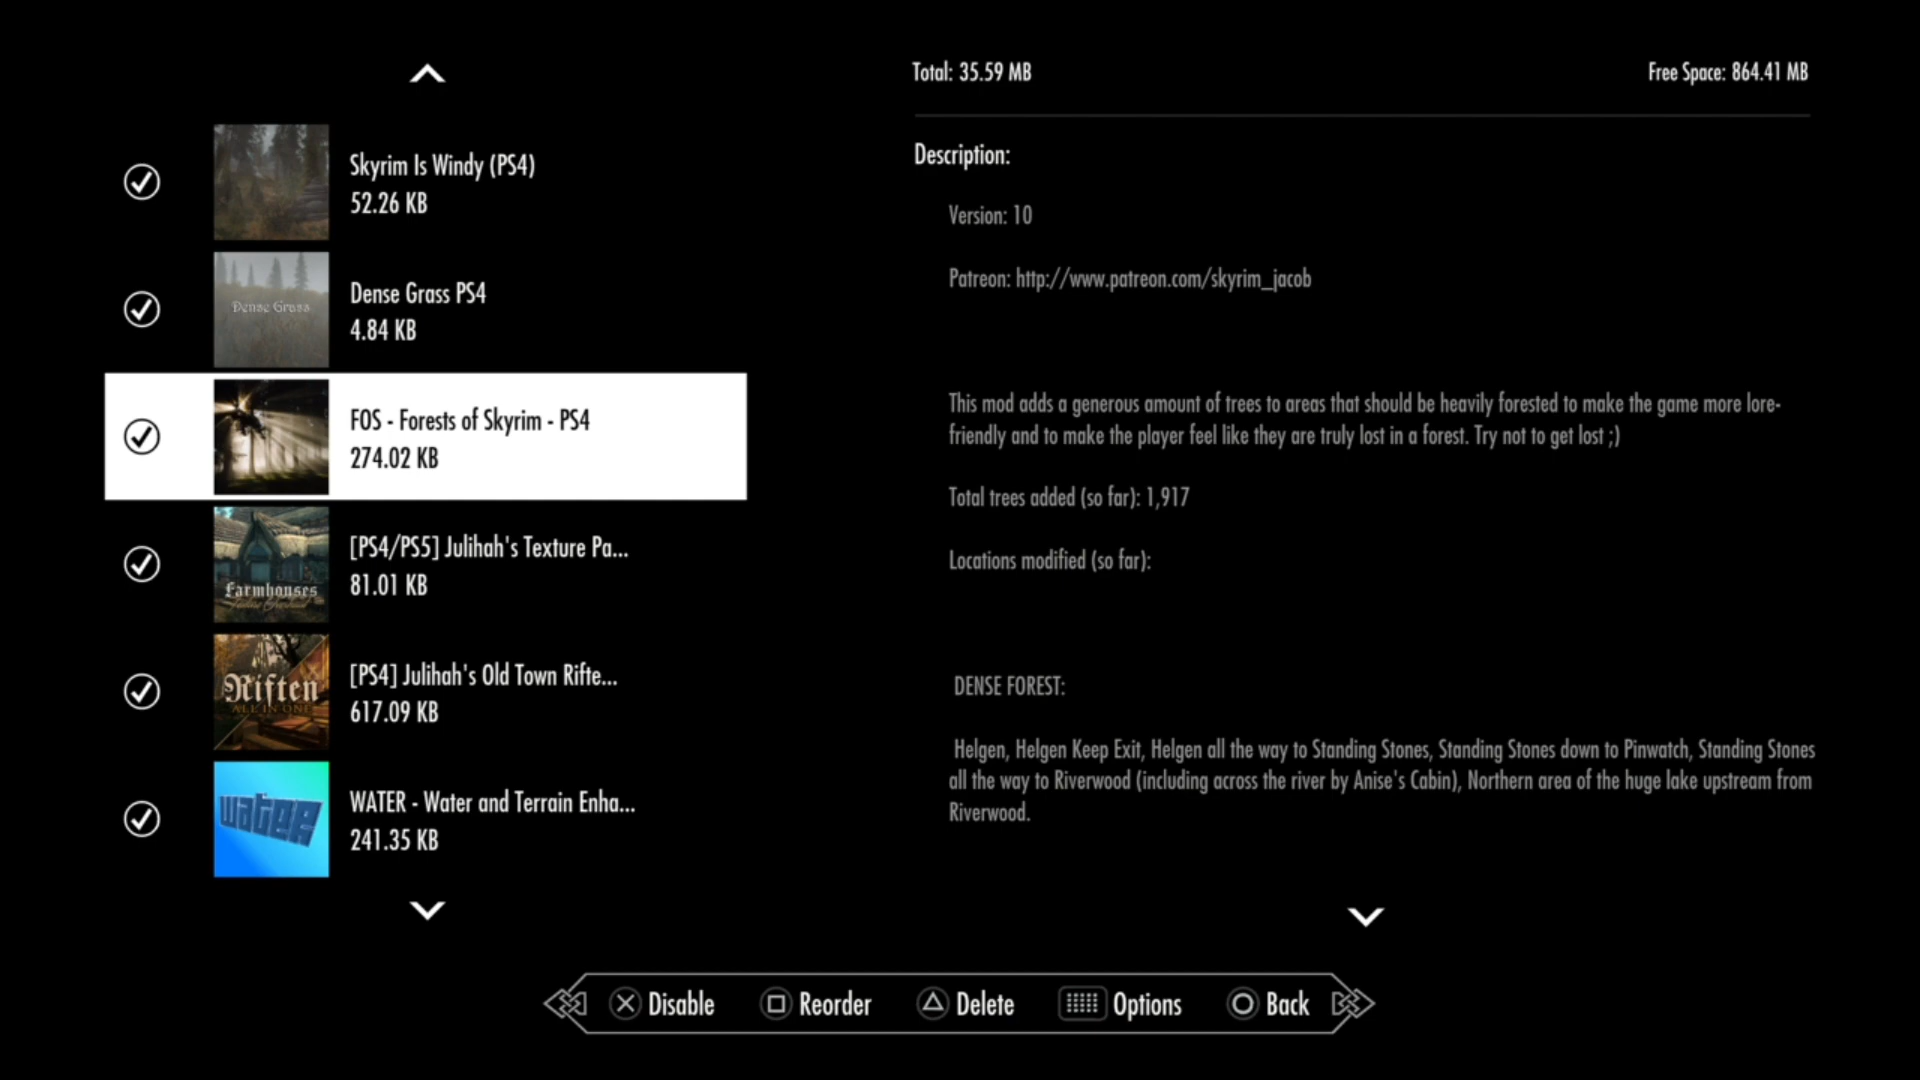 Total: 35.59 MB
Free Space: 864.41 MB
Skyrim Is Windy (PS4)
52.26 KB
Dense Grass
Dense Grass PS4
4.84 KB
FOS - Forests of Skyrim - PS4
274.02 KB
Farmhouses
[PS4/PS5] Julihah's Texture Pa...
81.01 KB
Riften
ALL IN ONE
[PS4] Julihah's Old Town Rifte...
617.09 KB
water
WATER - Water and Terrain Enha...
241.35 KB
Description:
Version: 10
Patreon: http://www.patreon.com/skyrim_jacob
This mod adds a generous amount of trees to areas that should be heavily forested to make the game more lore-
friendly and to make the player feel like they are truly lost in a forest. Try not to get lost ;)
Total trees added (so far): 1,917
Locations modified (so far):
DENSE FOREST:
Helgen, Helgen Keep Exit, Helgen all the way to Standing Stones, Standing Stones down to Pinwatch, Standing Stones
all the way to Riverwood (including across the river by Anise's Cabin), Northern area of the huge lake upstream from
Riverwood.
Disable
Reorder
Delete
Options
Back